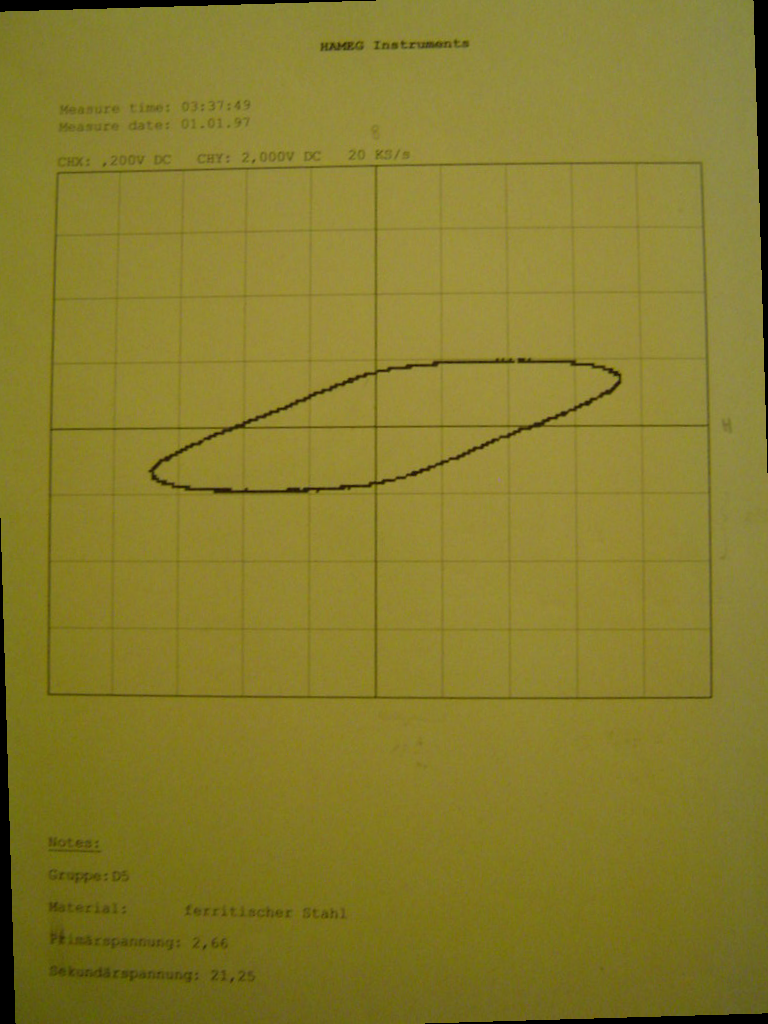 HAMEG Instruments
Measure time: 03:37:49
Measure date: 01.01.97
B
CHX: ,200V DC CHY: 2,000V DC 20 KS/s
H
Notes:
Gruppe:D5
Material: ferritischer Stahl
Primärspannung: 2,66
Sekundärspannung: 21,25